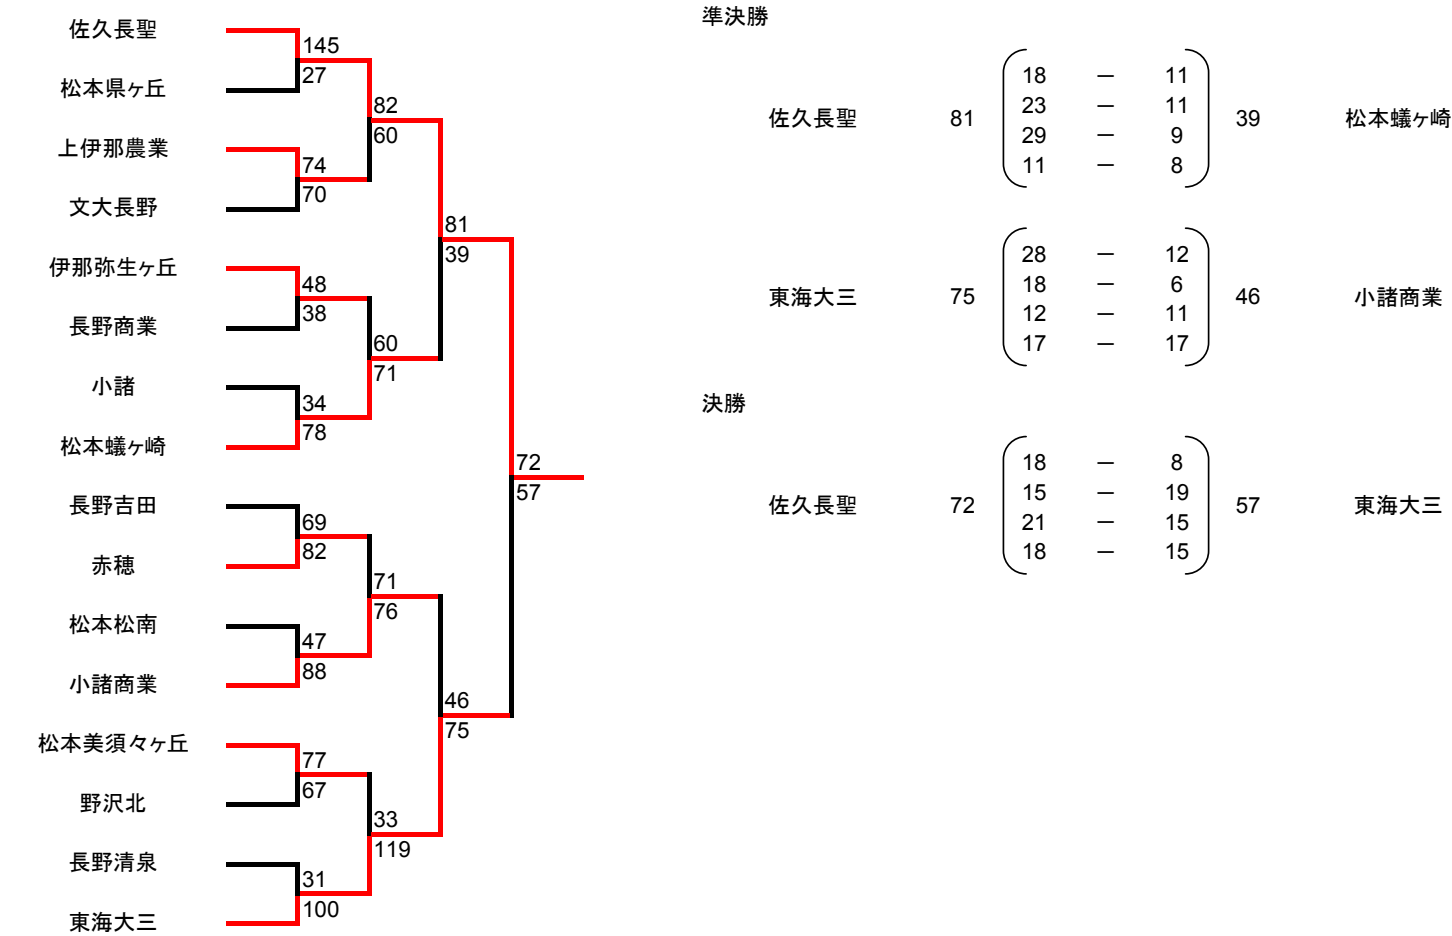 佐久長聖
145
27
松本県ヶ丘
82
60
上伊那農業
74
70
文大長野
81
39
伊那弥生ヶ丘
48
38
長野商業
60
71
小諸
34
78
松本蟻ヶ崎
72
57
長野吉田
69
82
赤穂
71
76
松本松南
47
88
小諸商業
46
75
松本美須々ヶ丘
77
67
野沢北
33
119
長野清泉
31
100
東海大三
準決勝
18 － 11
23 － 11
佐久長聖 81 39 松本蟻ヶ崎
29 － 9
11 － 8
28 － 12
18 － 6
東海大三 75 46 小諸商業
12 － 11
17 － 17
決勝
18 － 8
15 － 19
佐久長聖 72 57 東海大三
21 － 15
18 － 15